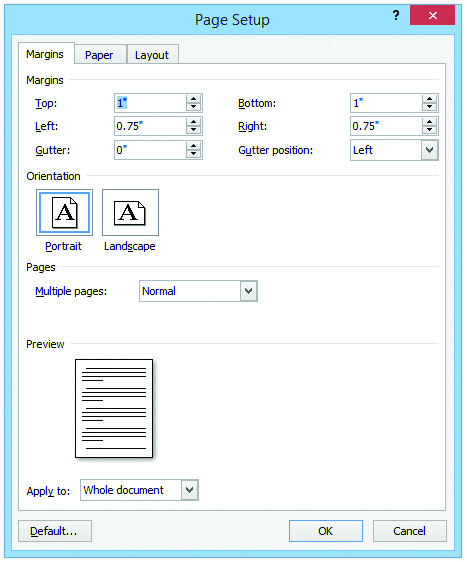 Page Setup ?
Margins Paper Layout
Margins
Top: 1" Bottom: 1"
Left: 0.75" Right: 0.75"
Gutter: 0" Gutter position: Left
Orientation
A A
Portrait Landscape
Pages
Multiple pages: Normal
Preview
Apply to: Whole document
Default... OK Cancel